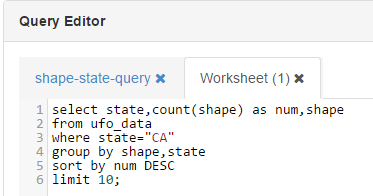 Query Editor
shape-state-query ✖ Worksheet (1) ✖
1 select state,count(shape) as num,shape
2 from ufo_data
3 where state="CA"
4 group by shape,state
5 sort by num DESC
6 limit 10;